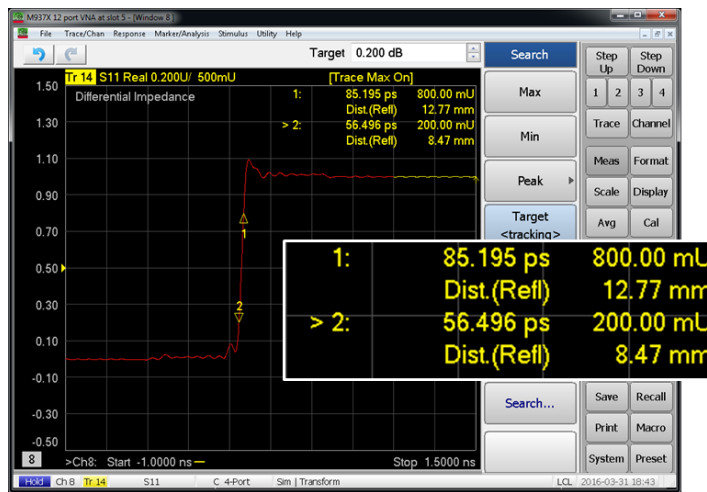 M937X 12 port VNA at slot 5 - [Window 8]
File Trace/Chan Response Marker/Analysis Stimulus Utility Help
Target 0.200 dB
Search
Step Up
Step Down
Tr 14 S11 Real 0.200U/ 500mU
[Trace Max On]
Differential Impedance
1: 85.195 ps 800.00 mU
Dist.(Refl) 12.77 mm
> 2: 56.496 ps 200.00 mU
Dist.(Refl) 8.47 mm
1.50
1.30
1.10
0.90
0.70
0.50
0.30
0.10
-0.10
-0.30
-0.50
1
2
Max
Min
Peak
Target
<tracking>
Search...
1 2 3 4
Trace Channel
Meas Format
Scale Display
Avg Cal
1: 85.195 ps 800.00 mU
Dist.(Refl) 12.77 mm
> 2: 56.496 ps 200.00 mU
Dist.(Refl) 8.47 mm
Save Recall
Print Macro
System Preset
8
>Ch8: Start -1.0000 ns
Stop 1.5000 ns
Hold Ch 8 Tr 14 S11 C 4-Port Sim | Transform LCL 2016-03-31 18:43